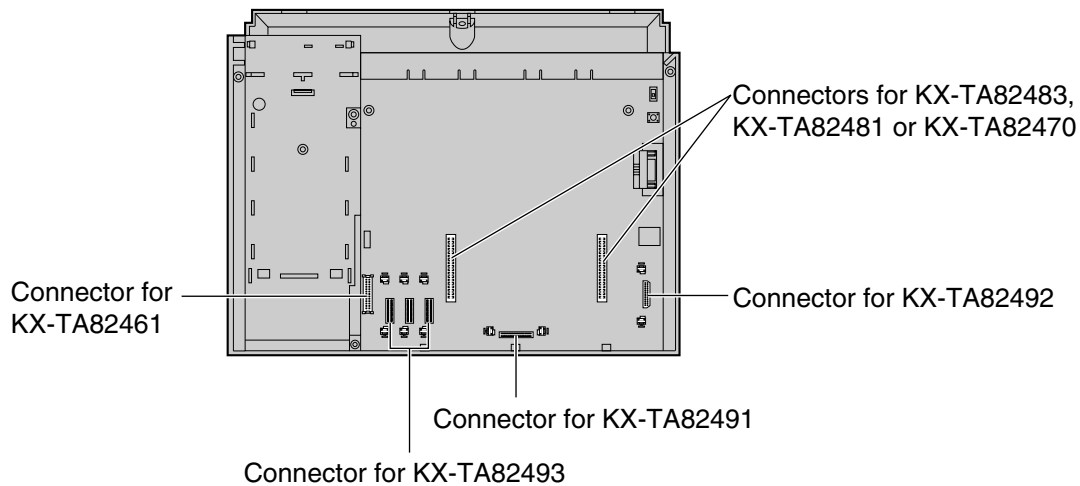 Connectors for KX-TA82483,
KX-TA82481 or KX-TA82470
Connector for
KX-TA82461
Connector for KX-TA82492
Connector for KX-TA82491
Connector for KX-TA82493